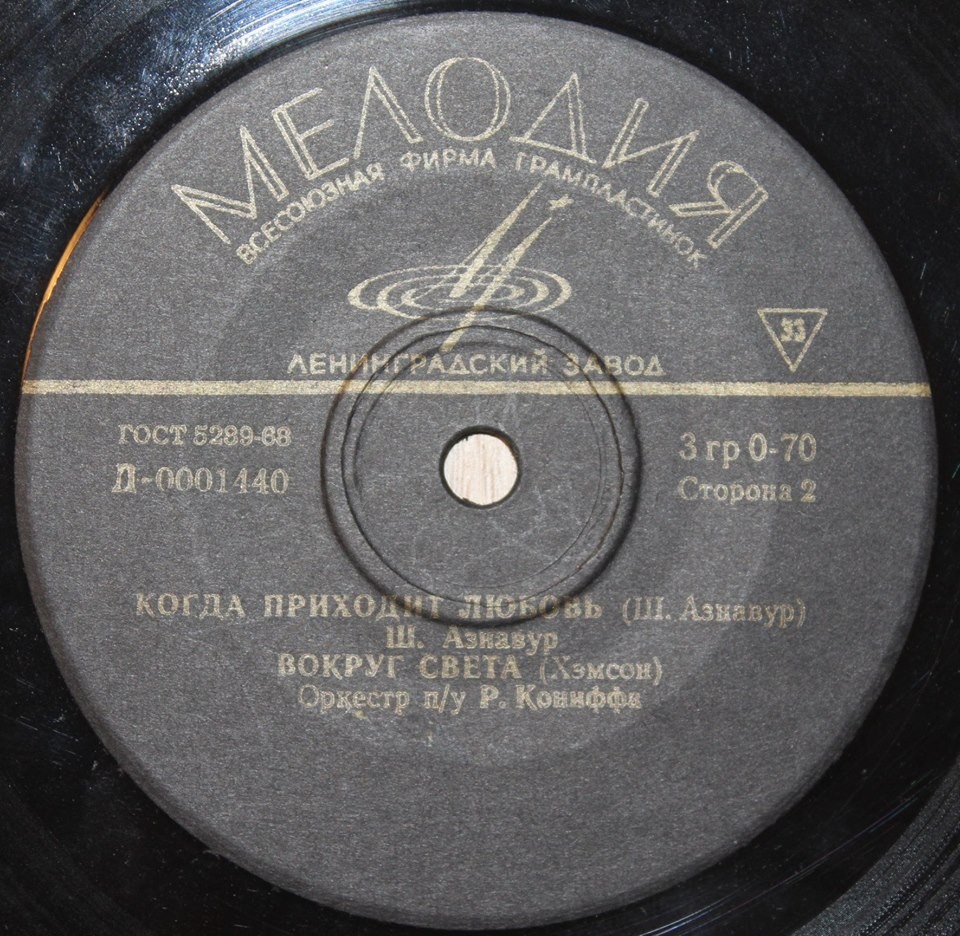 МЕЛОДИЯ
ВСЕСОЮЗНАЯ ФИРМА ГРАМПЛАСТИНОК
ЛЕНИНГРАДСКИЙ ЗАВОД
33
ГОСТ 5289-68
Д-0001440
3 гр 0-70
Сторона 2
КОГДА ПРИХОДИТ ЛЮБОВЬ (Ш. Азнавур)
Ш. Азнавур
ВОКРУГ СВЕТА (Хэмсон)
Оркестр п/у Р. Кониффа